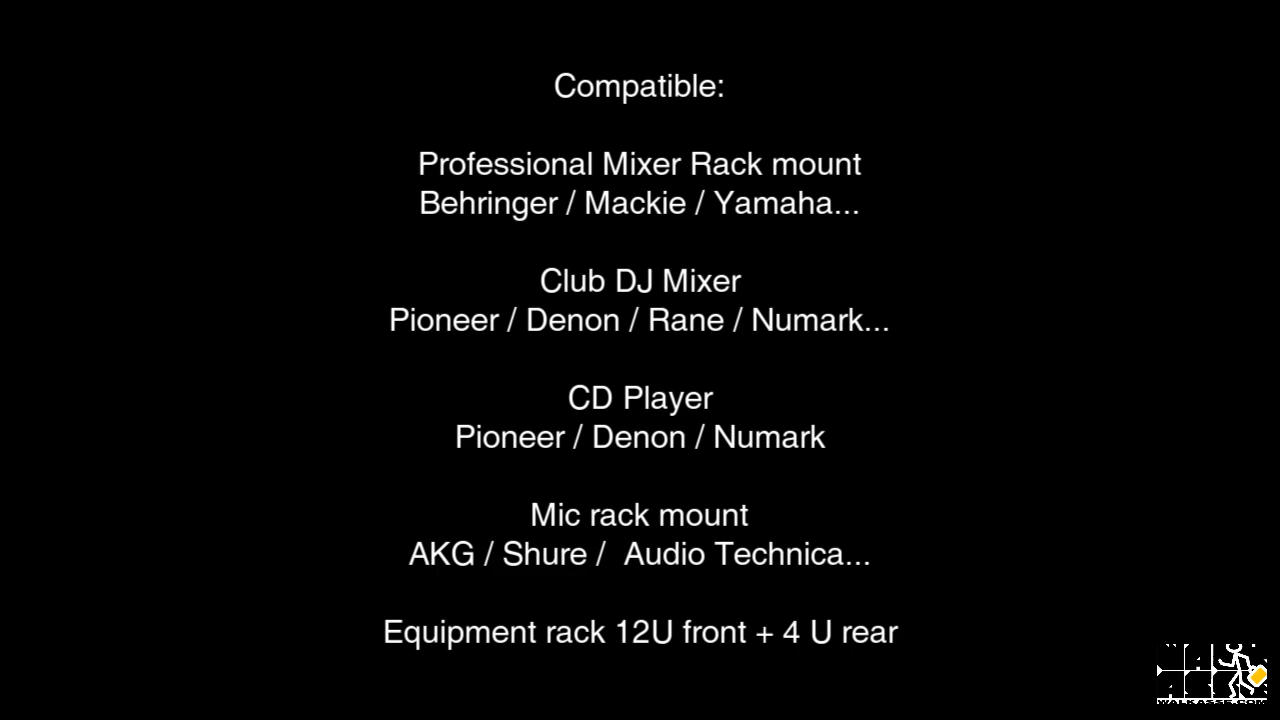 Compatible:
Professional Mixer Rack mount
Behringer / Mackie / Yamaha...
Club DJ Mixer
Pioneer / Denon / Rane / Numark...
CD Player
Pioneer / Denon / Numark
Mic rack mount
AKG / Shure /  Audio Technica...
Equipment rack 12U front + 4 U rear